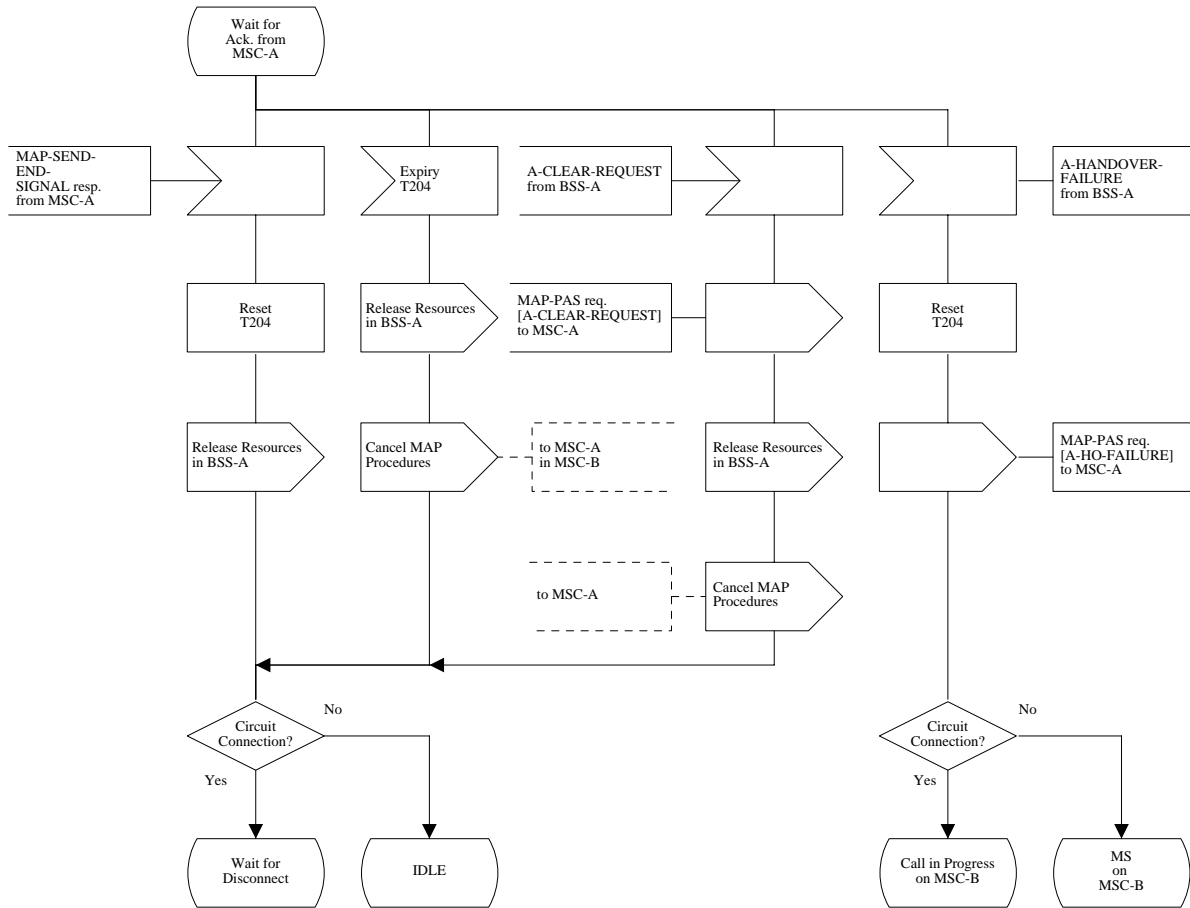 Wait for
Ack. from
MSC-A
MAP-SEND-
END-
SIGNAL resp.
from MSC-A
Expiry
T204
A-CLEAR-REQUEST
from BSS-A
A-HANDOVER-
FAILURE
from BSS-A
Reset
T204
Release Resources
in BSS-A
MAP-PAS req.
[A-CLEAR-REQUEST]
to MSC-A
Reset
T204
Release Resources
in BSS-A
Cancel MAP
Procedures
to MSC-A
in MSC-B
Release Resources
in BSS-A
MAP-PAS req.
[A-HO-FAILURE]
to MSC-A
to MSC-A
Cancel MAP
Procedures
Circuit
Connection?
No
Yes
Circuit
Connection?
No
Yes
Wait for
Disconnect
IDLE
Call in Progress
on MSC-B
MS
on
MSC-B